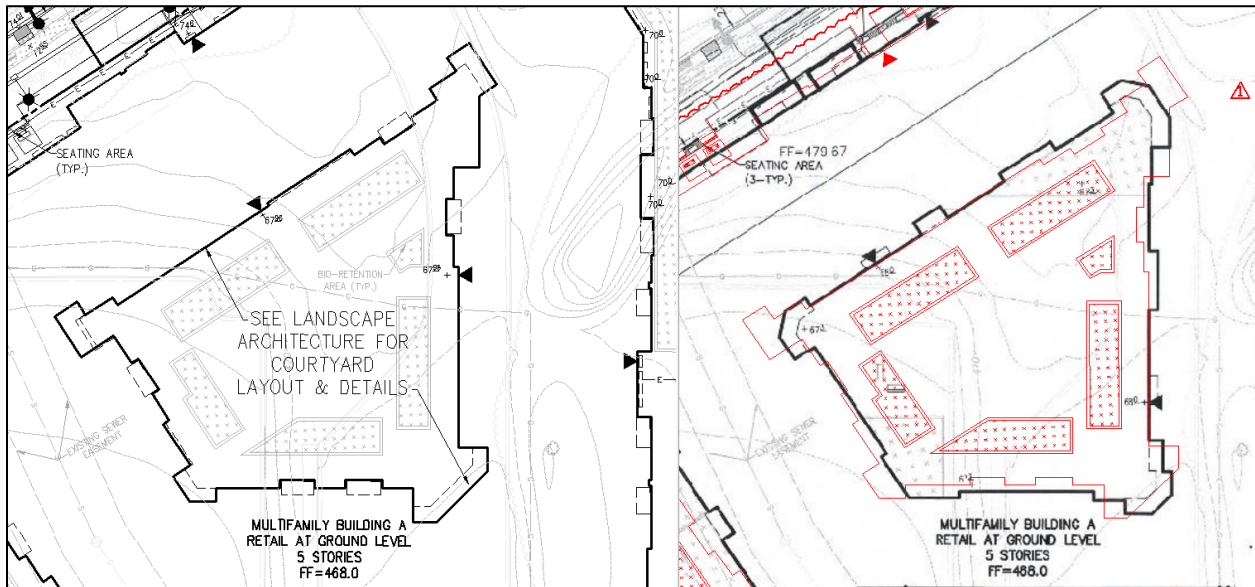 SEATING AREA
(TYP.)
BIO-RETENTION
AREA (TYP.)
SEE LANDSCAPE
ARCHITECTURE FOR
COURTYARD
LAYOUT & DETAILS
EXISTING SEWER
EASEMENT
MULTIFAMILY BUILDING A
RETAIL AT GROUND LEVEL
5 STORIES
FF=468.0
E
FF=479.67
SEATING AREA
(3-TYP.)
1
EXISTING SEWER
EASEMENT
MULTIFAMILY BUILDING A
RETAIL AT GROUND LEVEL
5 STORIES
FF=468.0